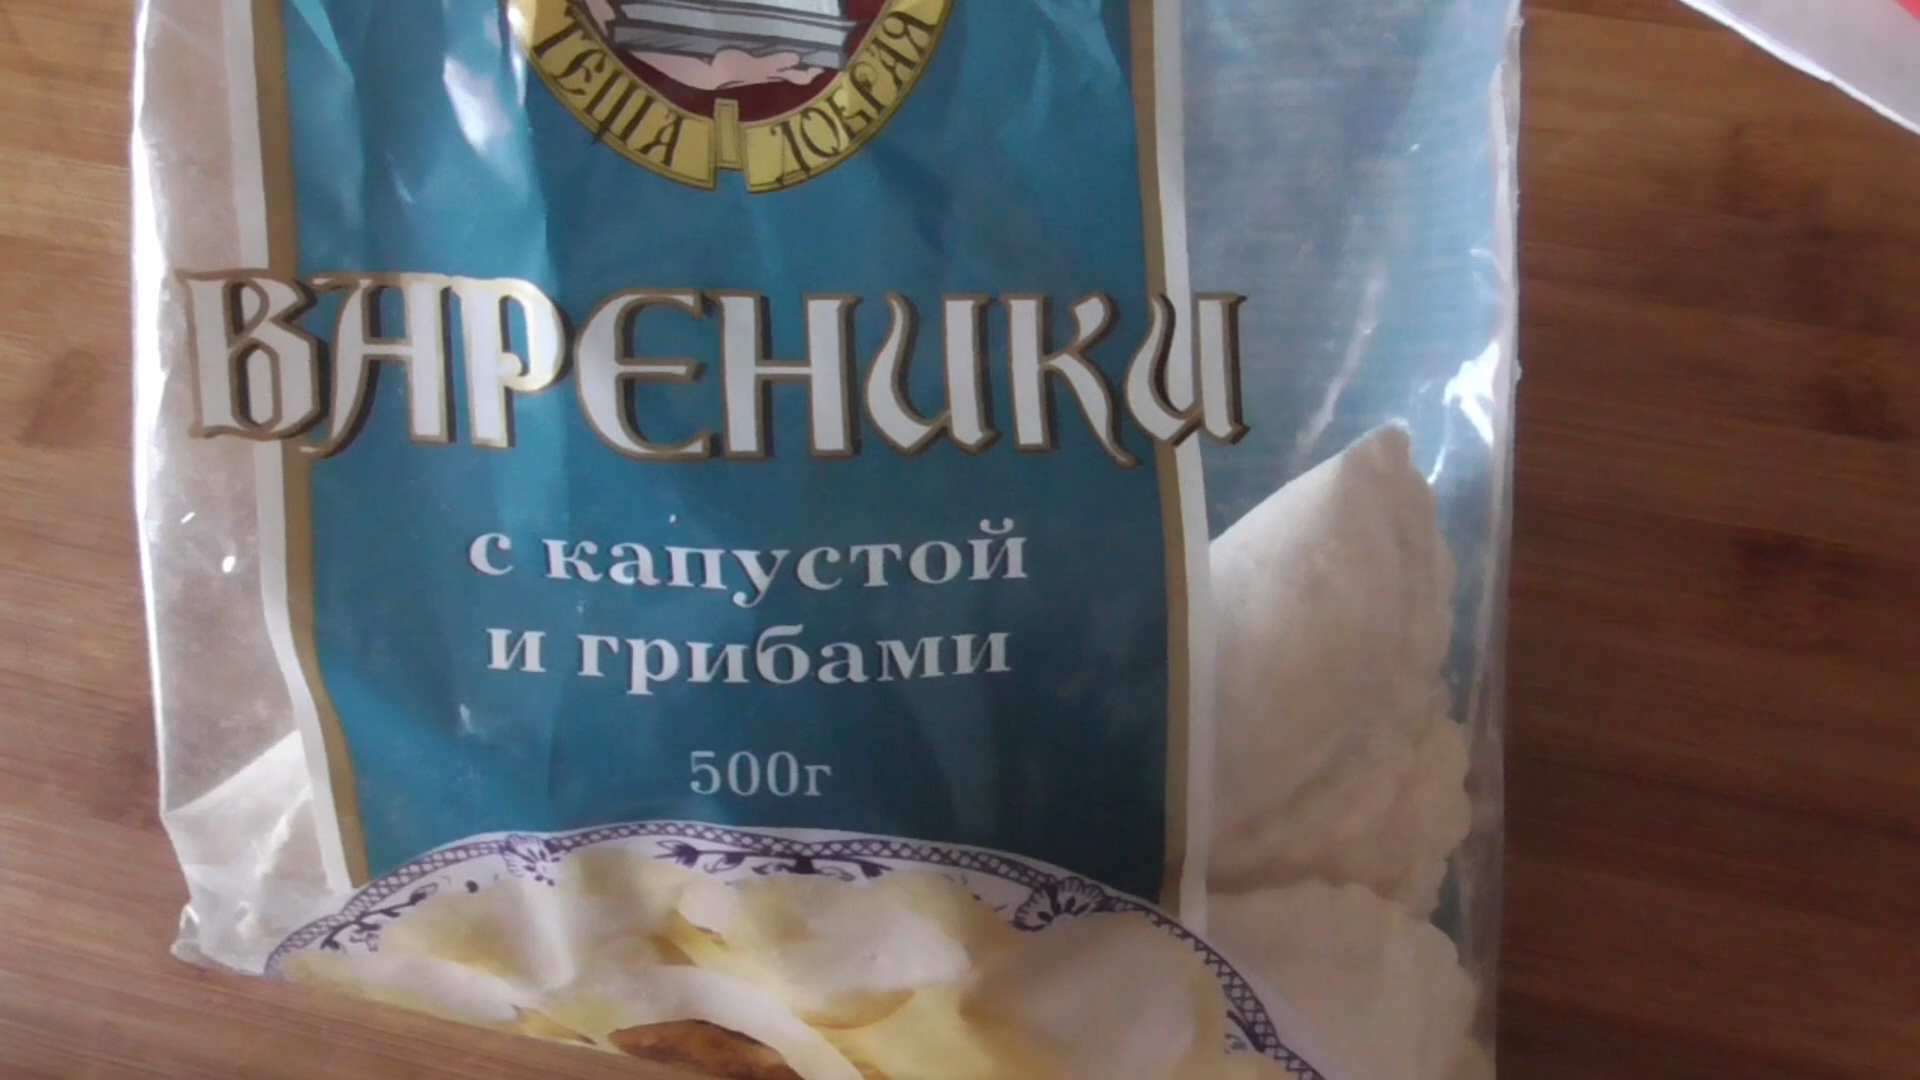 ТЕЩА ДОБРАЯ
ВАРЕНИКИ
с капустой
и грибами
500г